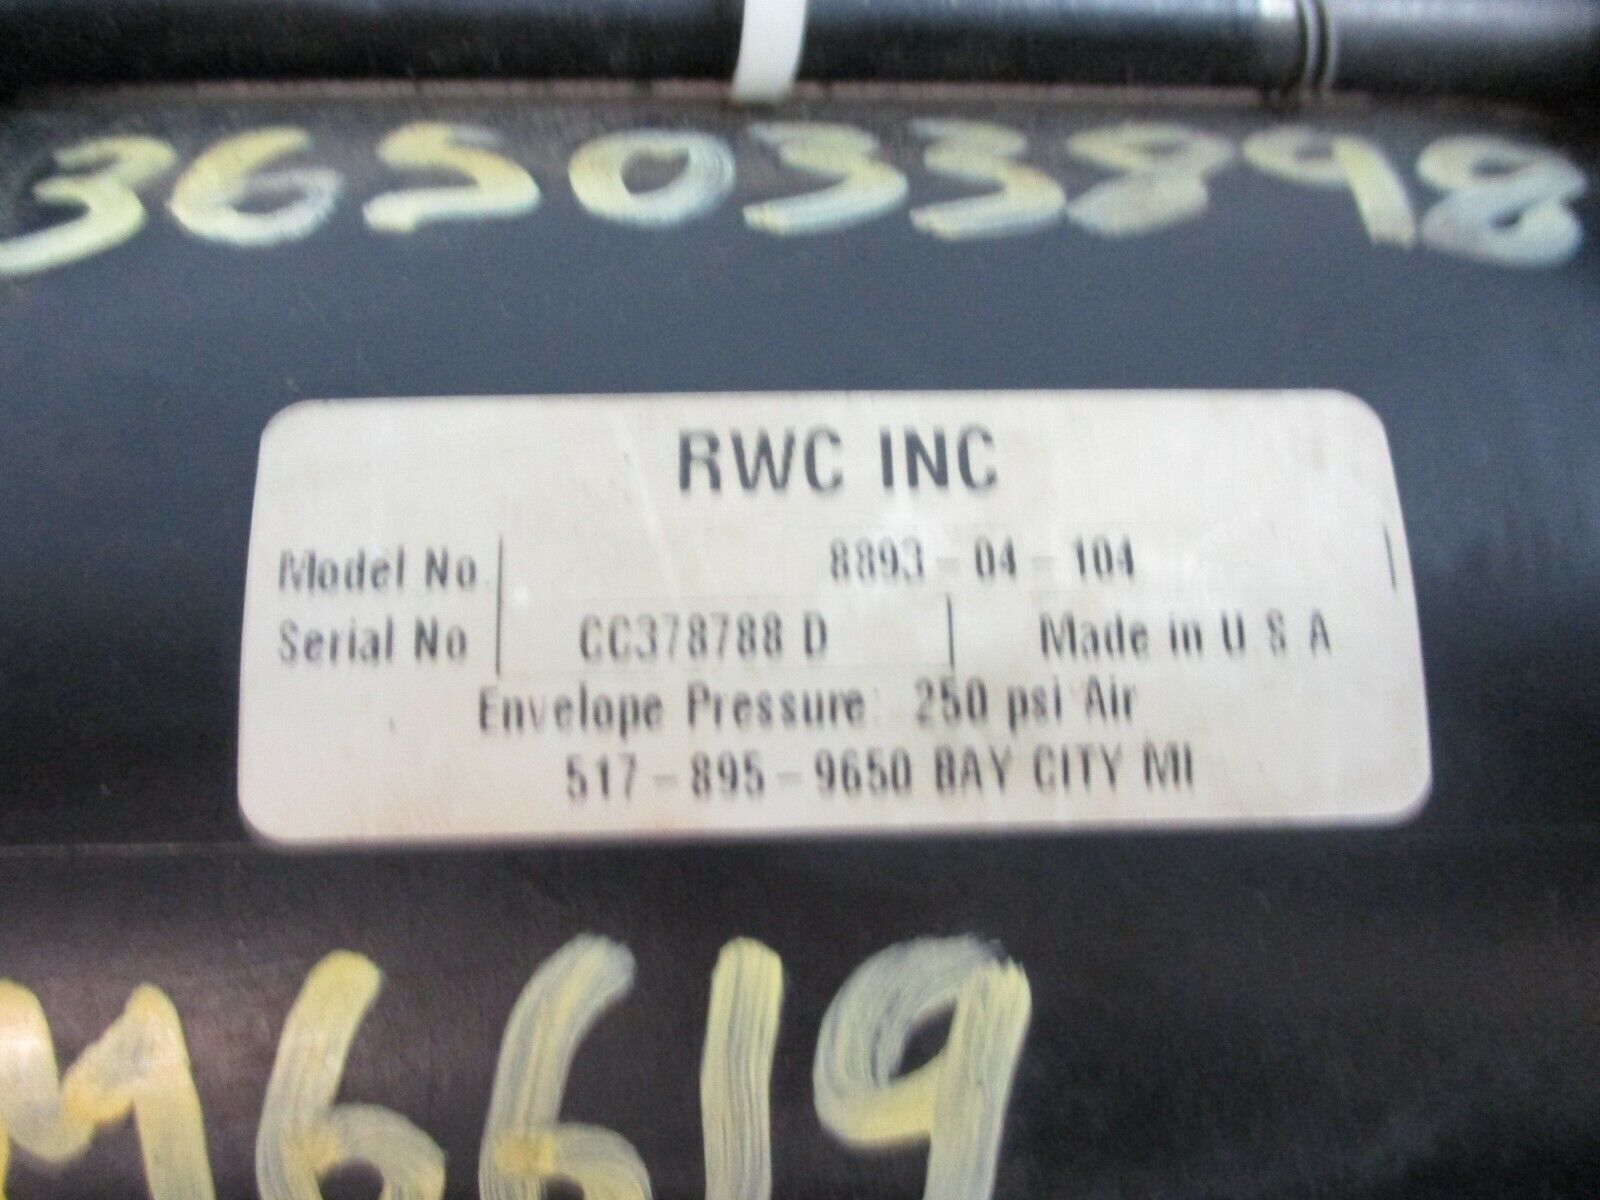 365033898
RWC INC
Model No. 8893-04-104
Serial No CC378788 D Made in U S A
Envelope Pressure: 250 psi Air
517-895-9650 BAY CITY MI
M6619